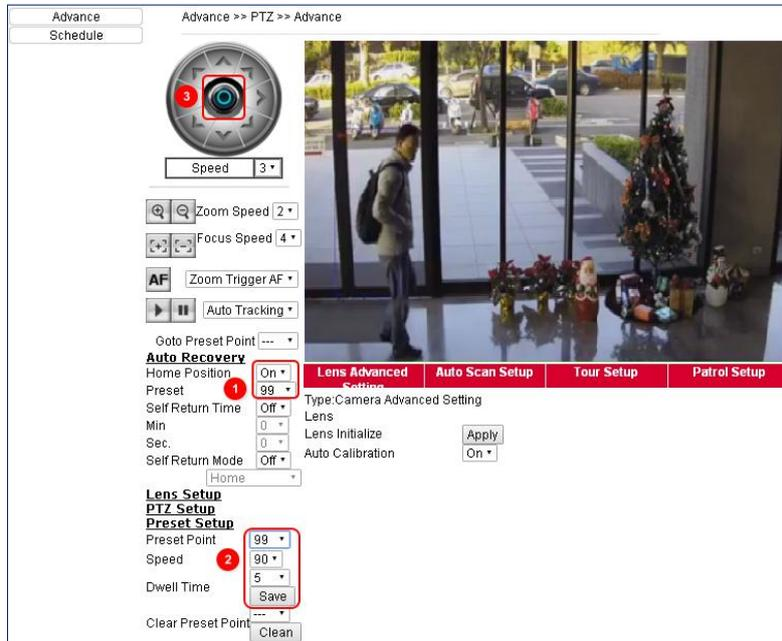 Advance
Schedule
Advance >> PTZ >> Advance
3
Speed 3
Zoom Speed 2
Focus Speed 4
AF Zoom Trigger AF
Auto Tracking
Goto Preset Point ---
Auto Recovery
Home Position On
1
Preset 99
Self Return Time Off
Min 0
Sec. 0
Self Return Mode Off
Home
Lens Setup
PTZ Setup
Preset Setup
Preset Point 99
Speed 2 90
Dwell Time 5
Save
Clear Preset Point ---
Clean
Lens Advanced Setting Auto Scan Setup Tour Setup Patrol Setup
Type:Camera Advanced Setting
Lens
Lens Initialize Apply
Auto Calibration On